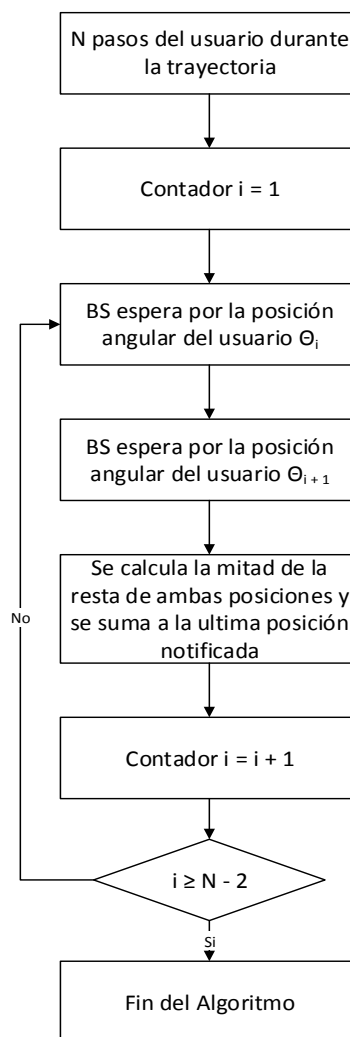 N pasos del usuario durante
la trayectoria
Contador i = 1
BS espera por la posición
angular del usuario Θi
BS espera por la posición
angular del usuario Θi + 1
Se calcula la mitad de la
resta de ambas posiciones y
se suma a la ultima posición
notificada
No
Contador i = i + 1
i ≥ N - 2
Si
Fin del Algoritmo